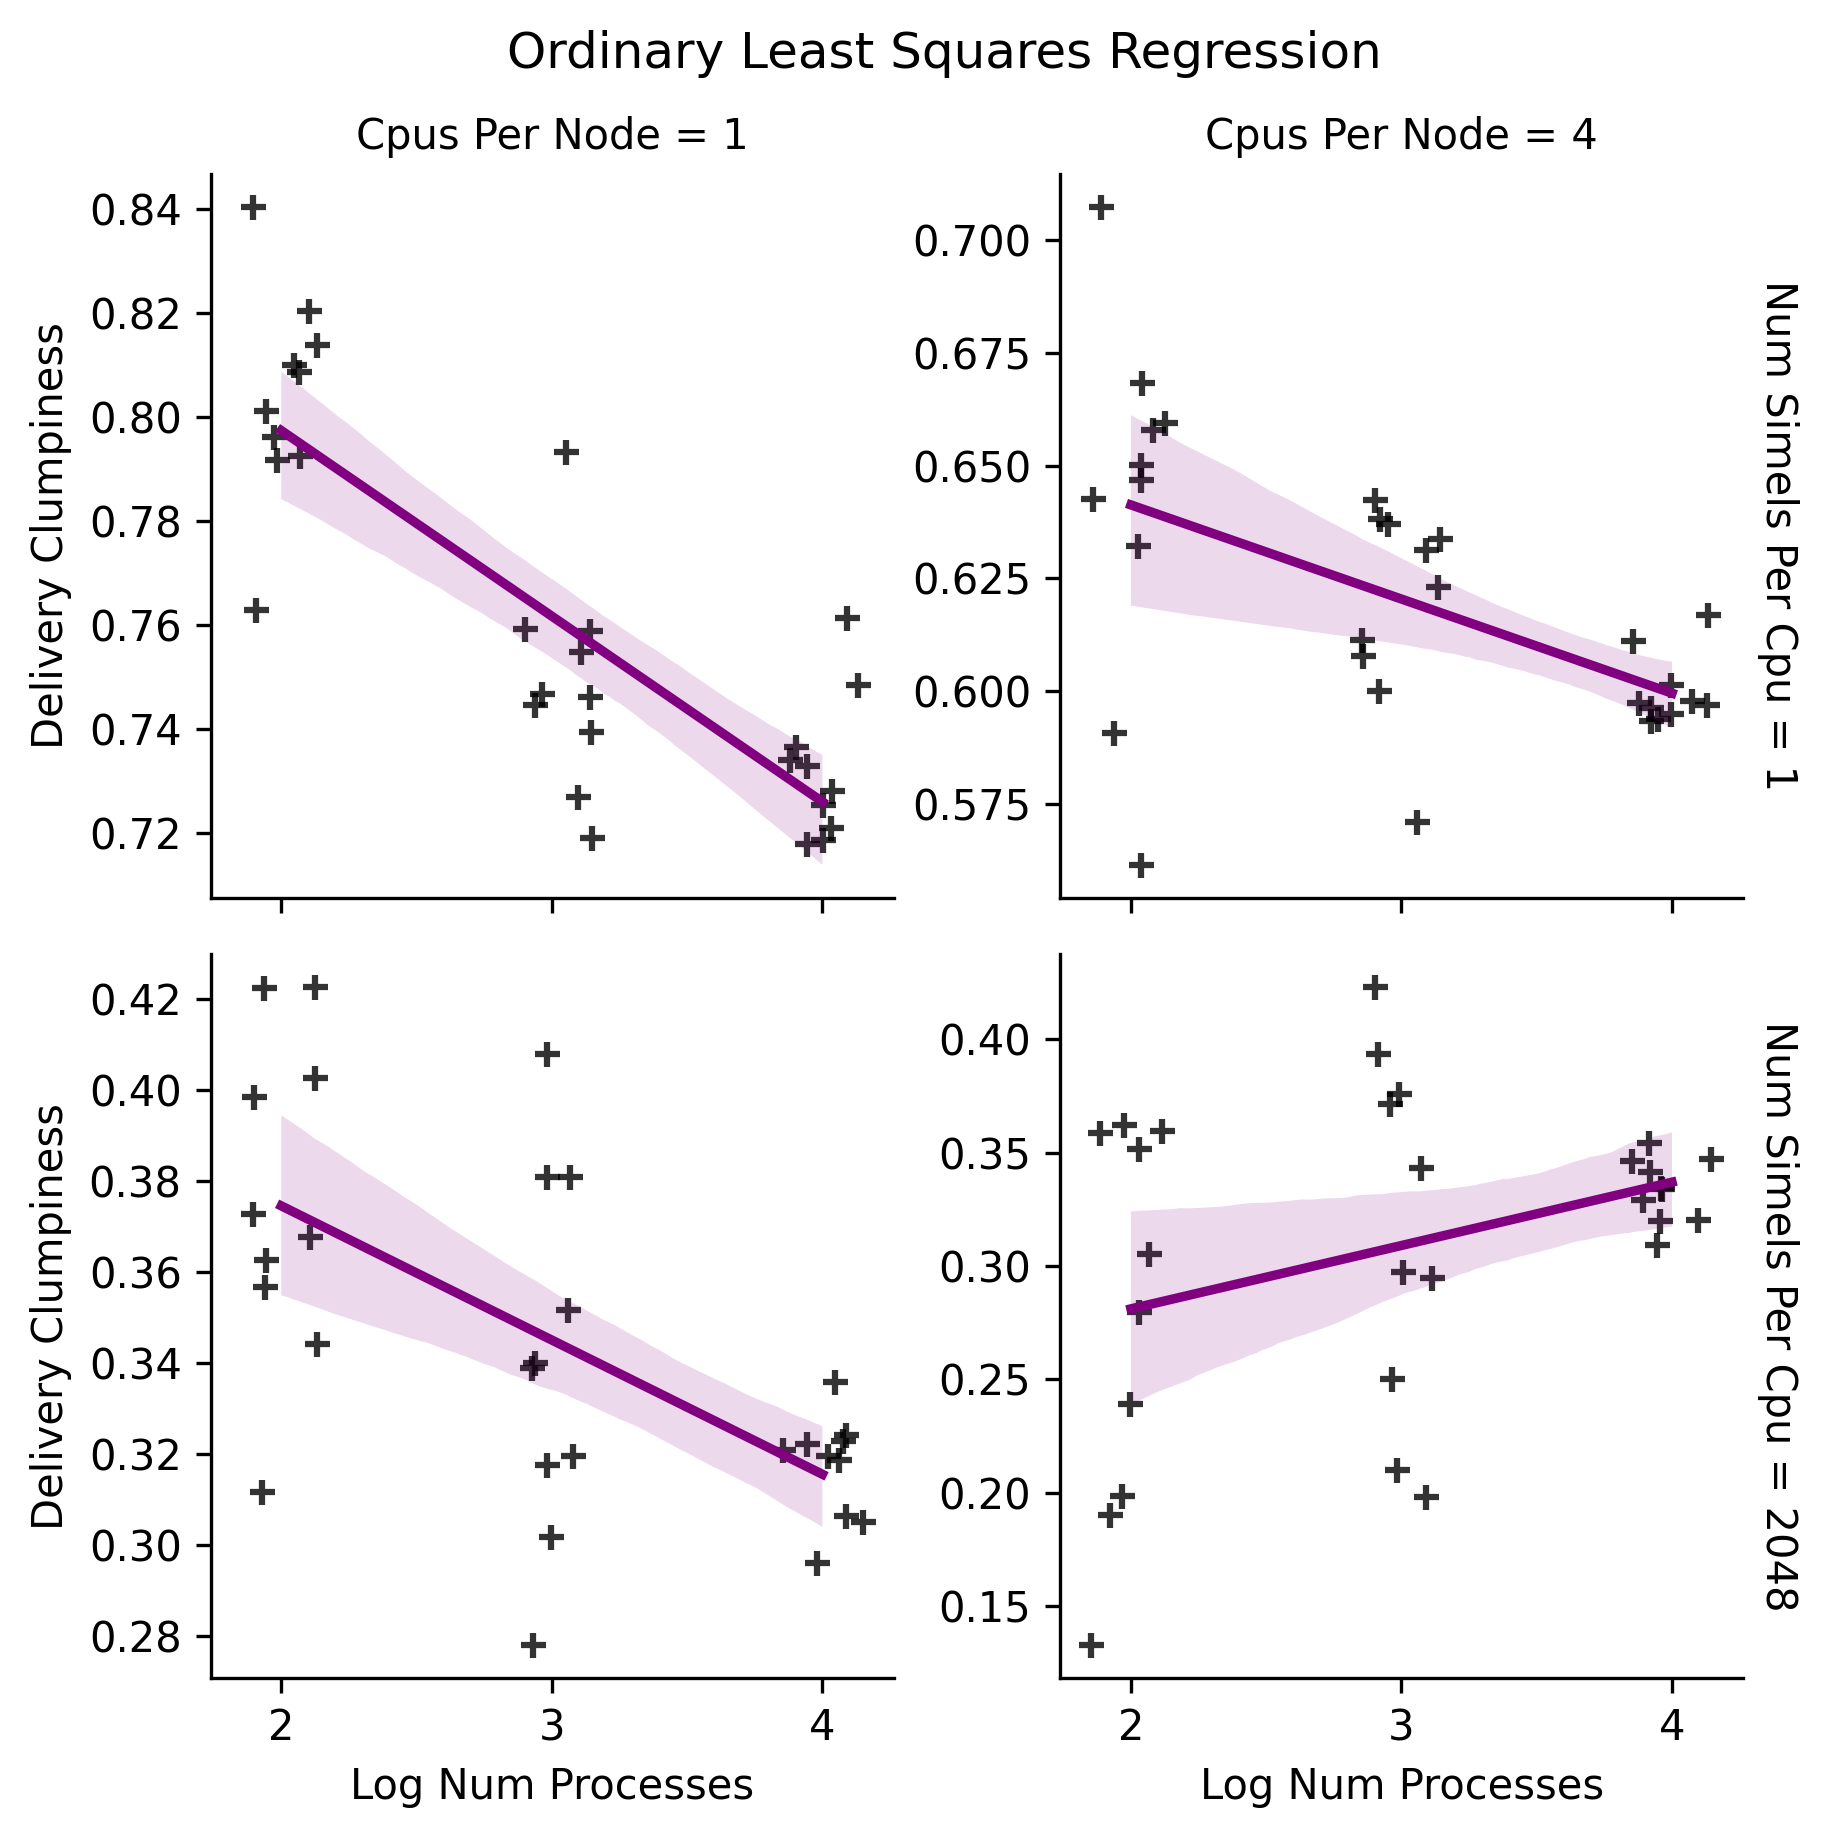 Ordinary Least Squares Regression
Cpus Per Node = 1
Cpus Per Node = 4
Delivery Clumpiness
0.84
0.82
0.80
0.78
0.76
0.74
0.72
0.700
0.675
0.650
0.625
0.600
0.575
Num Simels Per Cpu = 1
Delivery Clumpiness
0.42
0.40
0.38
0.36
0.34
0.32
0.30
0.28
2 3 4
Log Num Processes
0.40
0.35
0.30
0.25
0.20
0.15
2 3 4
Log Num Processes
Num Simels Per Cpu = 2048